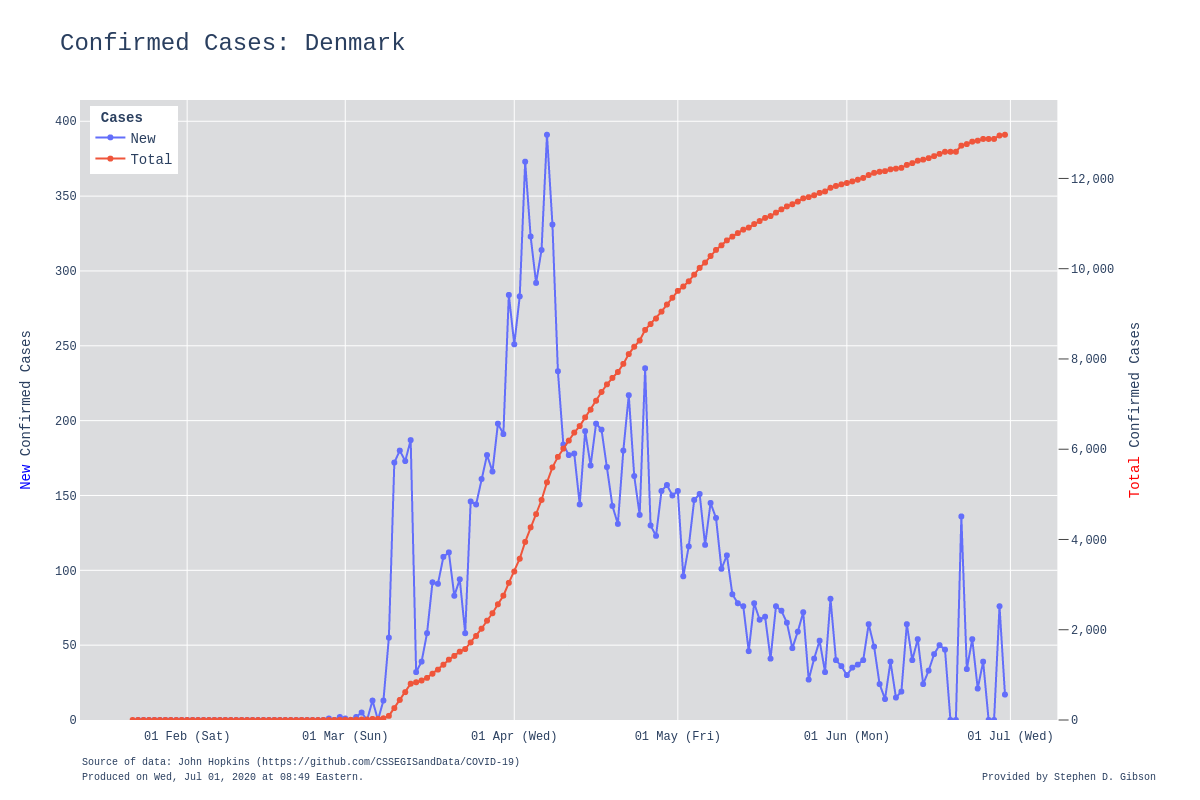 Confirmed Cases: Denmark
Cases
New
Total
400
350
300
250
200
150
100
50
0
12,000
10,000
8,000
6,000
4,000
2,000
0
New Confirmed Cases
Total Confirmed Cases
01 Feb (Sat)
01 Mar (Sun)
01 Apr (Wed)
01 May (Fri)
01 Jun (Mon)
01 Jul (Wed)
Source of data: John Hopkins (https://github.com/CSSEGISandData/COVID-19)
Produced on Wed, Jul 01, 2020 at 08:49 Eastern.
Provided by Stephen D. Gibson